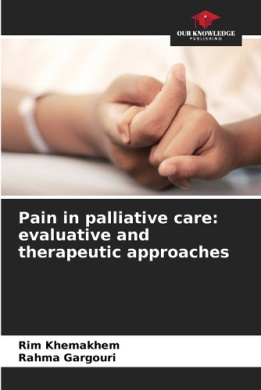 OUR KNOWLEDGE
PUBLISHING
Pain in palliative care:
evaluative and
therapeutic approaches
Rim Khemakhem
Rahma Gargouri